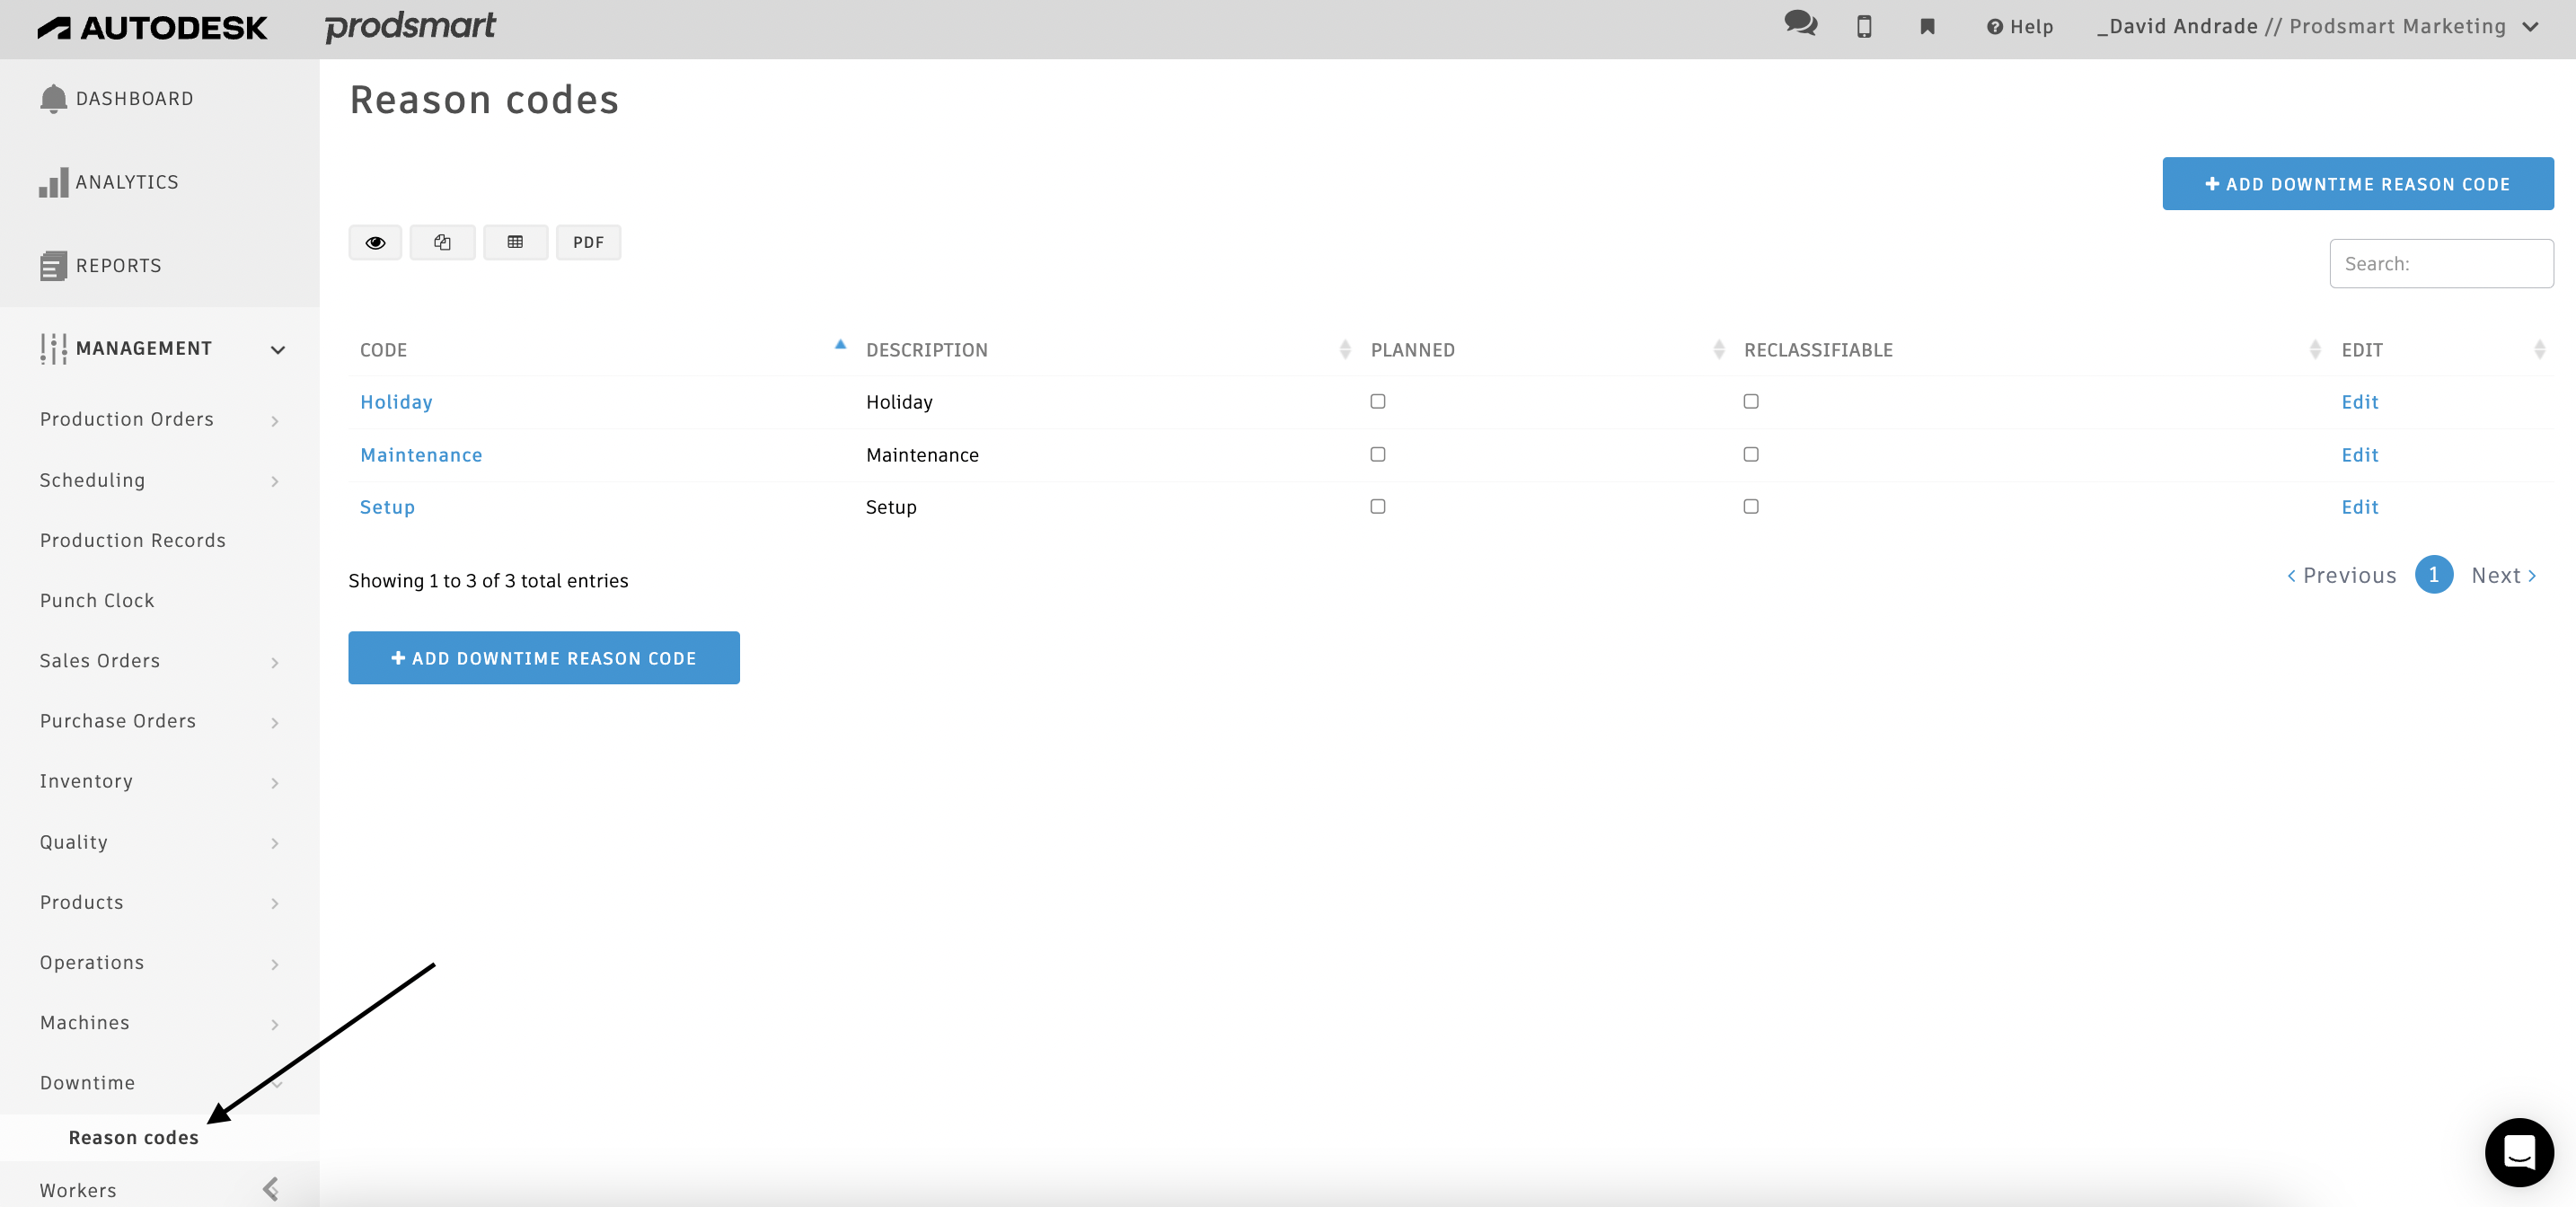 AUTODESK prodsmart Help _David Andrade // Prodsmart Marketing
DASHBOARD
ANALYTICS
REPORTS
MANAGEMENT
Production Orders
Scheduling
Production Records
Punch Clock
Sales Orders
Purchase Orders
Inventory
Quality
Products
Operations
Machines
Downtime
Reason codes
Workers
Reason codes
+ ADD DOWNTIME REASON CODE
PDF
Search:
CODE DESCRIPTION PLANNED RECLASSIFIABLE EDIT
Holiday Holiday Edit
Maintenance Maintenance Edit
Setup Setup Edit
Showing 1 to 3 of 3 total entries
‹ Previous 1 Next ›
+ ADD DOWNTIME REASON CODE